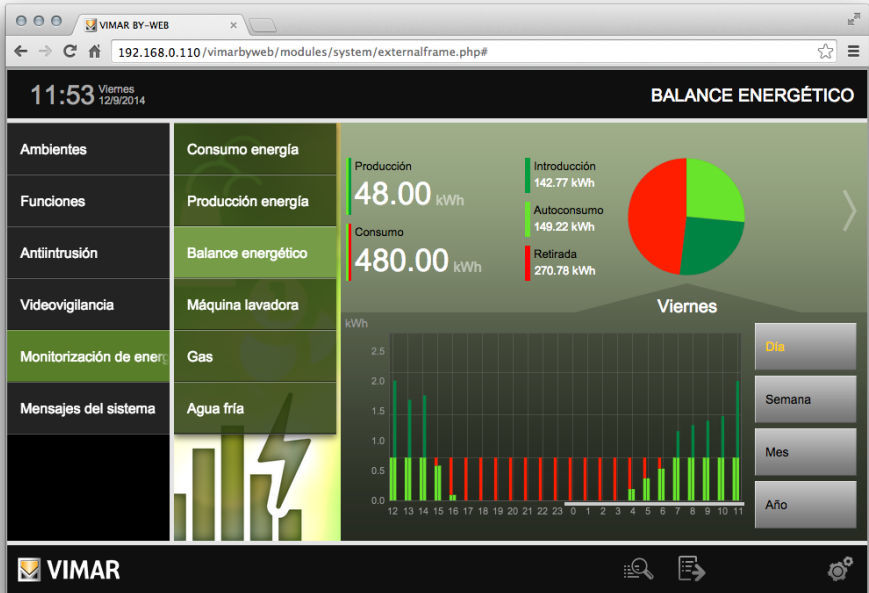 VIMAR BY-WEB
192.168.0.110/vimarbyweb/modules/system/externalframe.php#
11:53 Viernes 12/9/2014
BALANCE ENERGÉTICO
Ambientes
Funciones
Antiintrusión
Videovigilancia
Monitorización de energ
Mensajes del sistema
Consumo energía
Producción energía
Balance energético
Máquina lavadora
Gas
Agua fría
Producción
48.00 kWh
Consumo
480.00 kWh
Introducción
142.77 kWh
Autoconsumo
149.22 kWh
Retirada
270.78 kWh
Viernes
kWh
2.5
2.0
1.5
1.0
0.5
0.0
12 13 14 15 16 17 18 19 20 21 22 23 0 1 2 3 4 5 6 7 8 9 10 11
Día
Semana
Mes
Año
VIMAR